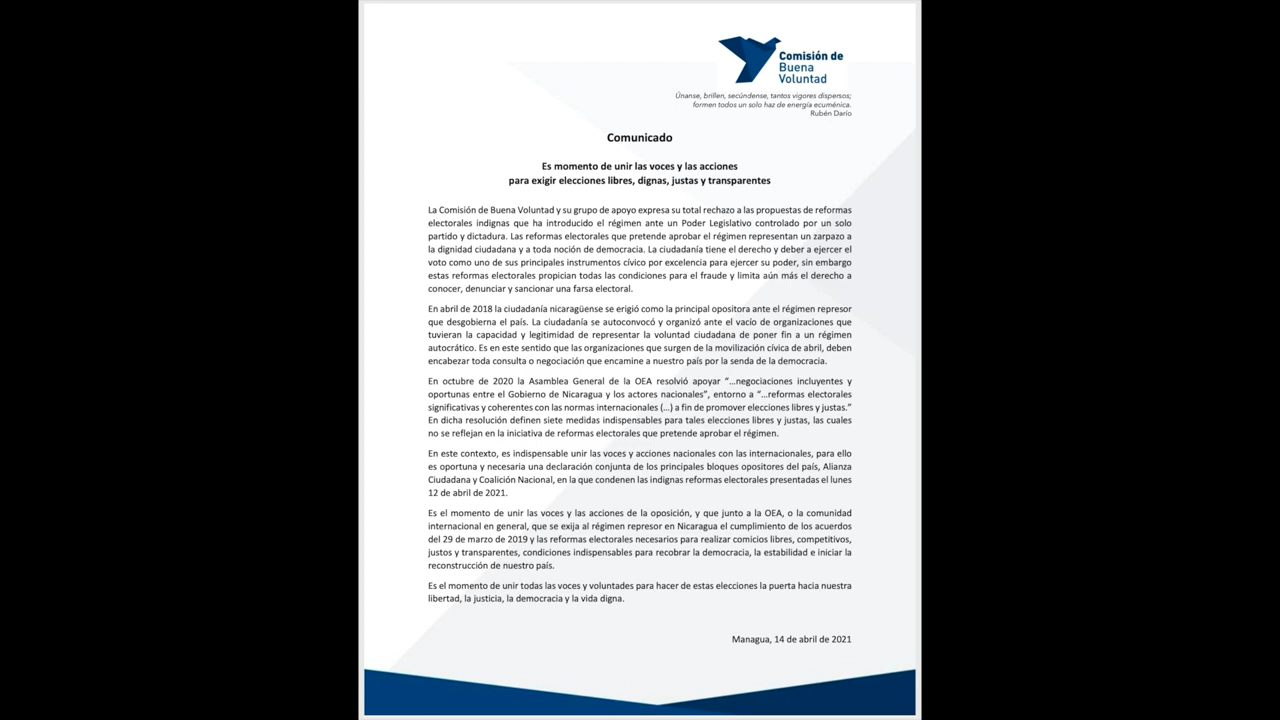 Comisión de
Buena
Voluntad
Únanse, brillen, secúndense, tantos vigores dispersos;
formen todos un solo haz de energía ecuménica.
Rubén Darío
Comunicado
Es momento de unir las voces y las acciones
para exigir elecciones libres, dignas, justas y transparentes
La Comisión de Buena Voluntad y su grupo de apoyo expresa su total rechazo a las propuestas de reformas
electorales indignas que ha introducido el régimen ante un Poder Legislativo controlado por un solo
partido y dictadura. Las reformas electorales que pretende aprobar el régimen representan un zarpazo a
la dignidad ciudadana y a toda noción de democracia. La ciudadanía tiene el derecho y deber a ejercer el
voto como uno de sus principales instrumentos cívico por excelencia para ejercer su poder, sin embargo
estas reformas electorales propician todas las condiciones para el fraude y limita aún más el derecho a
conocer, denunciar y sancionar una farsa electoral.
En abril de 2018 la ciudadanía nicaragüense se erigió como la principal opositora ante el régimen represor
que desgobierna el país. La ciudadanía se autoconvocó y organizó ante el vacío de organizaciones que
tuvieran la capacidad y legitimidad de representar la voluntad ciudadana de poner fin a un régimen
autocrático. Es en este sentido que las organizaciones que surgen de la movilización cívica de abril, deben
encabezar toda consulta o negociación que encamine a nuestro país por la senda de la democracia.
En octubre de 2020 la Asamblea General de la OEA resolvió apoyar “…negociaciones incluyentes y
oportunas entre el Gobierno de Nicaragua y los actores nacionales”, entorno a “…reformas electorales
significativas y coherentes con las normas internacionales (…) a fin de promover elecciones libres y justas.”
En dicha resolución definen siete medidas indispensables para tales elecciones libres y justas, las cuales
no se reflejan en la iniciativa de reformas electorales que pretende aprobar el régimen.
En este contexto, es indispensable unir las voces y acciones nacionales con las internacionales, para ello
es oportuna y necesaria una declaración conjunta de los principales bloques opositores del país, Alianza
Ciudadana y Coalición Nacional, en la que condenen las indignas reformas electorales presentadas el lunes
12 de abril de 2021.
Es el momento de unir las voces y las acciones de la oposición, y que junto a la OEA, o la comunidad
internacional en general, que se exija al régimen represor en Nicaragua el cumplimiento de los acuerdos
del 29 de marzo de 2019 y las reformas electorales necesarios para realizar comicios libres, competitivos,
justos y transparentes, condiciones indispensables para recobrar la democracia, la estabilidad e iniciar la
reconstrucción de nuestro país.
Es el momento de unir todas las voces y voluntades para hacer de estas elecciones la puerta hacia nuestra
libertad, la justicia, la democracia y la vida digna.
Managua, 14 de abril de 2021